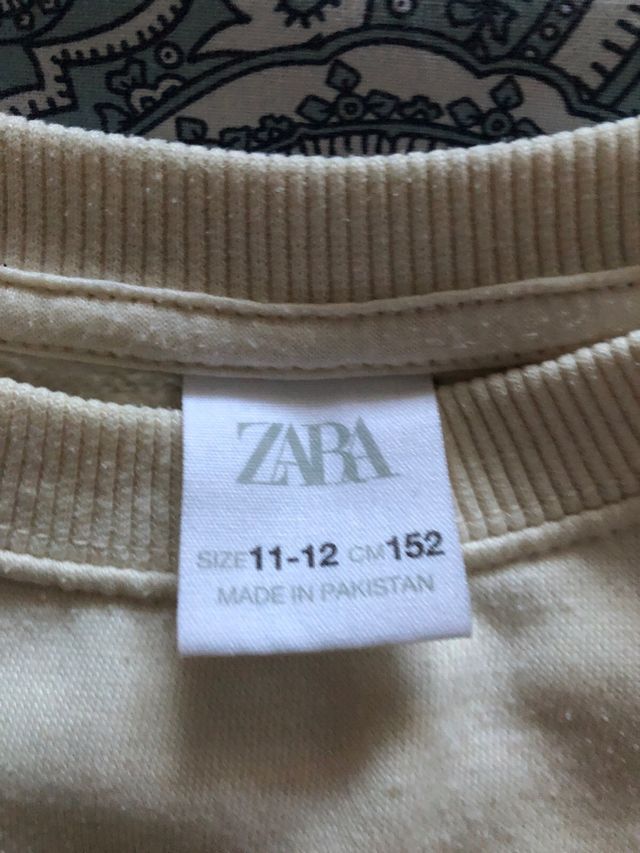 ZARA
SIZE 11-12 CM 152
MADE IN PAKISTAN